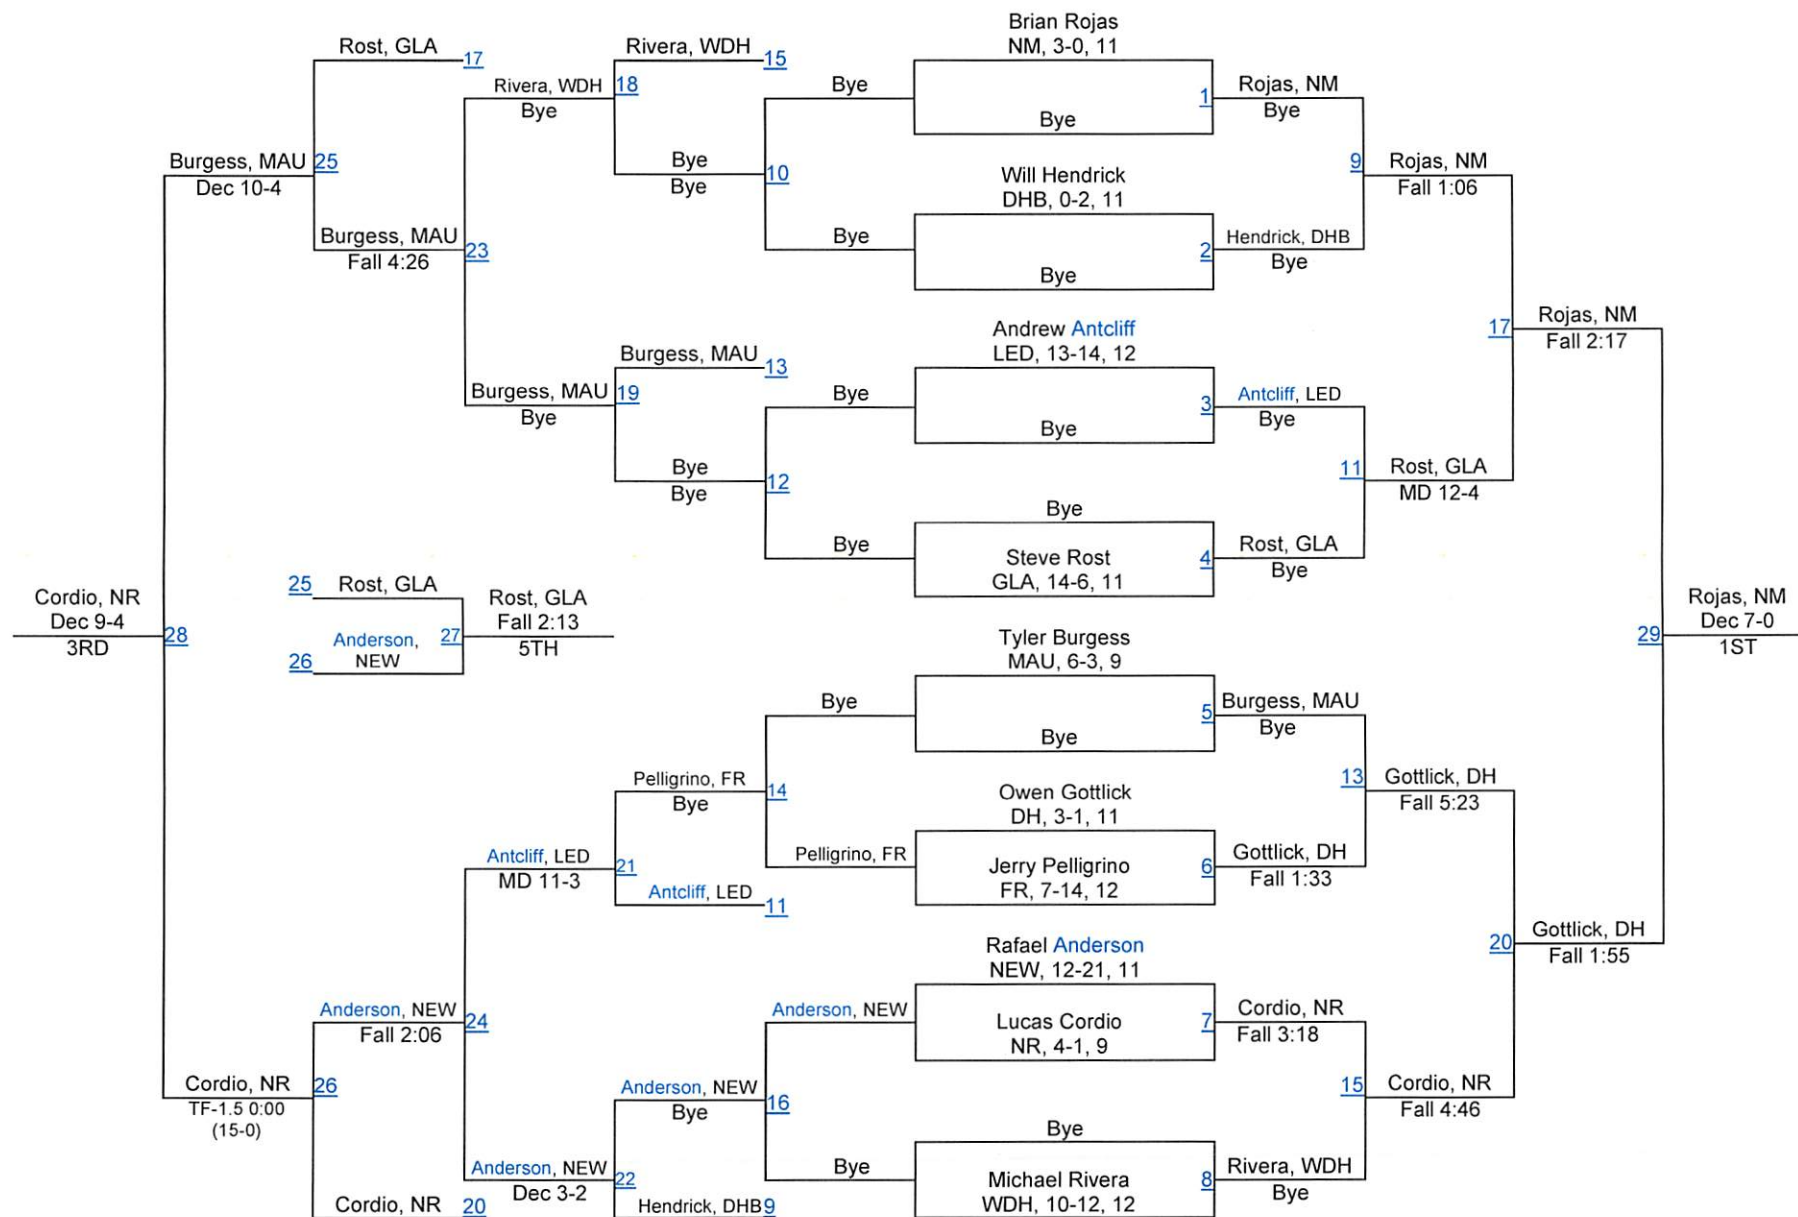 Brian Rojas
NM, 3-0, 11
Rost, GLA
17
Rivera, WDH
15
Rivera, WDH
18
Bye
Bye
1
Rojas, NM
Bye
Bye
Burgess, MAU
25
Dec 10-4
Bye
10
Bye
Will Hendrick
DHB, 0-2, 11
9
Rojas, NM
Fall 1:06
Burgess, MAU
23
Fall 4:26
Bye
2
Hendrick, DHB
Bye
Bye
Andrew Antcliff
LED, 13-14, 12
17
Rojas, NM
Fall 2:17
Burgess, MAU
13
Burgess, MAU
19
Bye
Bye
3
Antcliff, LED
Bye
Bye
Bye
12
Bye
11
Rost, GLA
MD 12-4
Bye
Bye
Steve Rost
GLA, 14-6, 11
4
Rost, GLA
Bye
Cordio, NR
Dec 9-4
28
3RD
25
Rost, GLA
Anderson,
NEW
26
27
Rost, GLA
Fall 2:13
5TH
29
Rojas, NM
Dec 7-0
1ST
Tyler Burgess
MAU, 6-3, 9
Bye
5
Burgess, MAU
Bye
Bye
Pelligrino, FR
14
Bye
Owen Gottlick
DH, 3-1, 11
13
Gottlick, DH
Fall 5:23
Antcliff, LED
21
MD 11-3
Pelligrino, FR
Jerry Pelligrino
FR, 7-14, 12
6
Gottlick, DH
Fall 1:33
Antcliff, LED
11
Rafael Anderson
NEW, 12-21, 11
20
Gottlick, DH
Fall 1:55
Anderson, NEW
24
Fall 2:06
Anderson, NEW
Lucas Cordio
NR, 4-1, 9
7
Cordio, NR
Fall 3:18
Cordio, NR
26
TF-1.5 0:00
(15-0)
Anderson, NEW
16
Bye
15
Cordio, NR
Fall 4:46
Bye
Anderson, NEW
22
Dec 3-2
Bye
Michael Rivera
WDH, 10-12, 12
8
Rivera, WDH
Bye
Cordio, NR
20
Hendrick, DHB
9